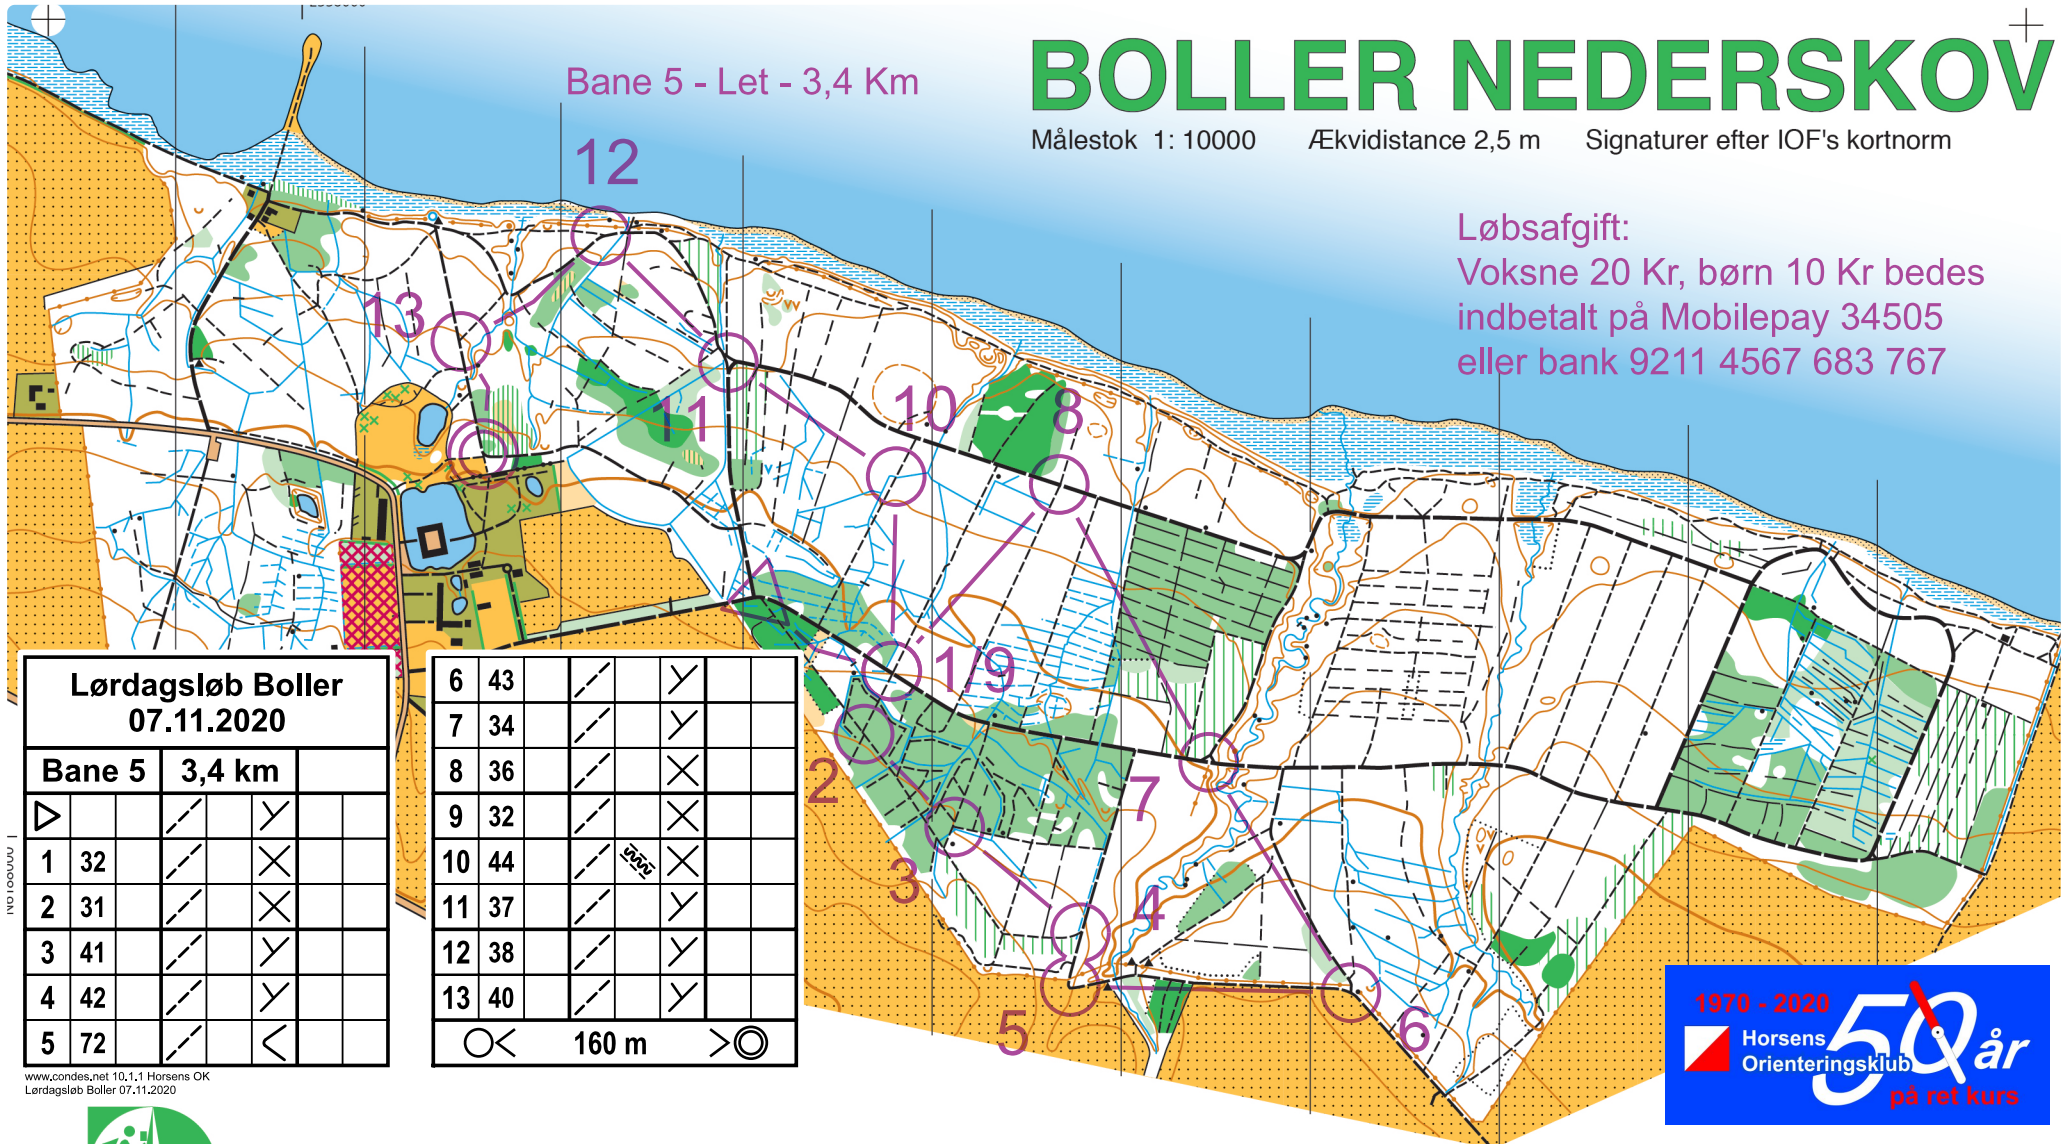 BOLLER NEDERSKOV
Målestok 1: 10000 Ækvidistance 2,5 m Signaturer efter IOF's kortnorm
Bane 5 - Let - 3,4 Km
Løbsafgift:
Voksne 20 Kr, børn 10 Kr bedes
indbetalt på Mobilepay 34505
eller bank 9211 4567 683 767
12
13
11
10
8
1/9
2
7
3
4
5
6
Lørdagsløb Boller
07.11.2020
Bane 5 3,4 km
1 32
2 31
3 41
4 42
5 72
6 43
7 34
8 36
9 32
10 44
11 37
12 38
13 40
160 m
www.condes.net 10.1.1 Horsens OK
Lørdagsløb Boller 07.11.2020
1970 - 2020
Horsens
Orienteringsklub
50 år
på ret kurs